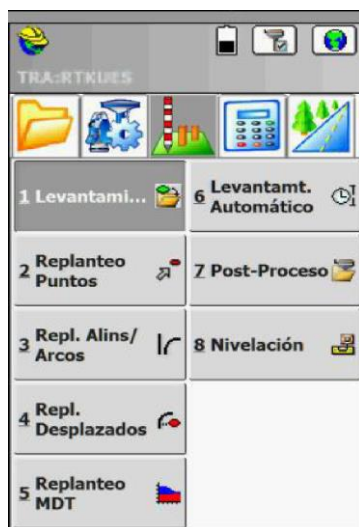 TRA:RTKUES
1 Levantami...
6 Levantamt.
Automático
2 Replanteo
Puntos
7 Post-Proceso
3 Repl. Alins/
Arcos
8 Nivelación
4 Repl.
Desplazados
5 Replanteo
MDT